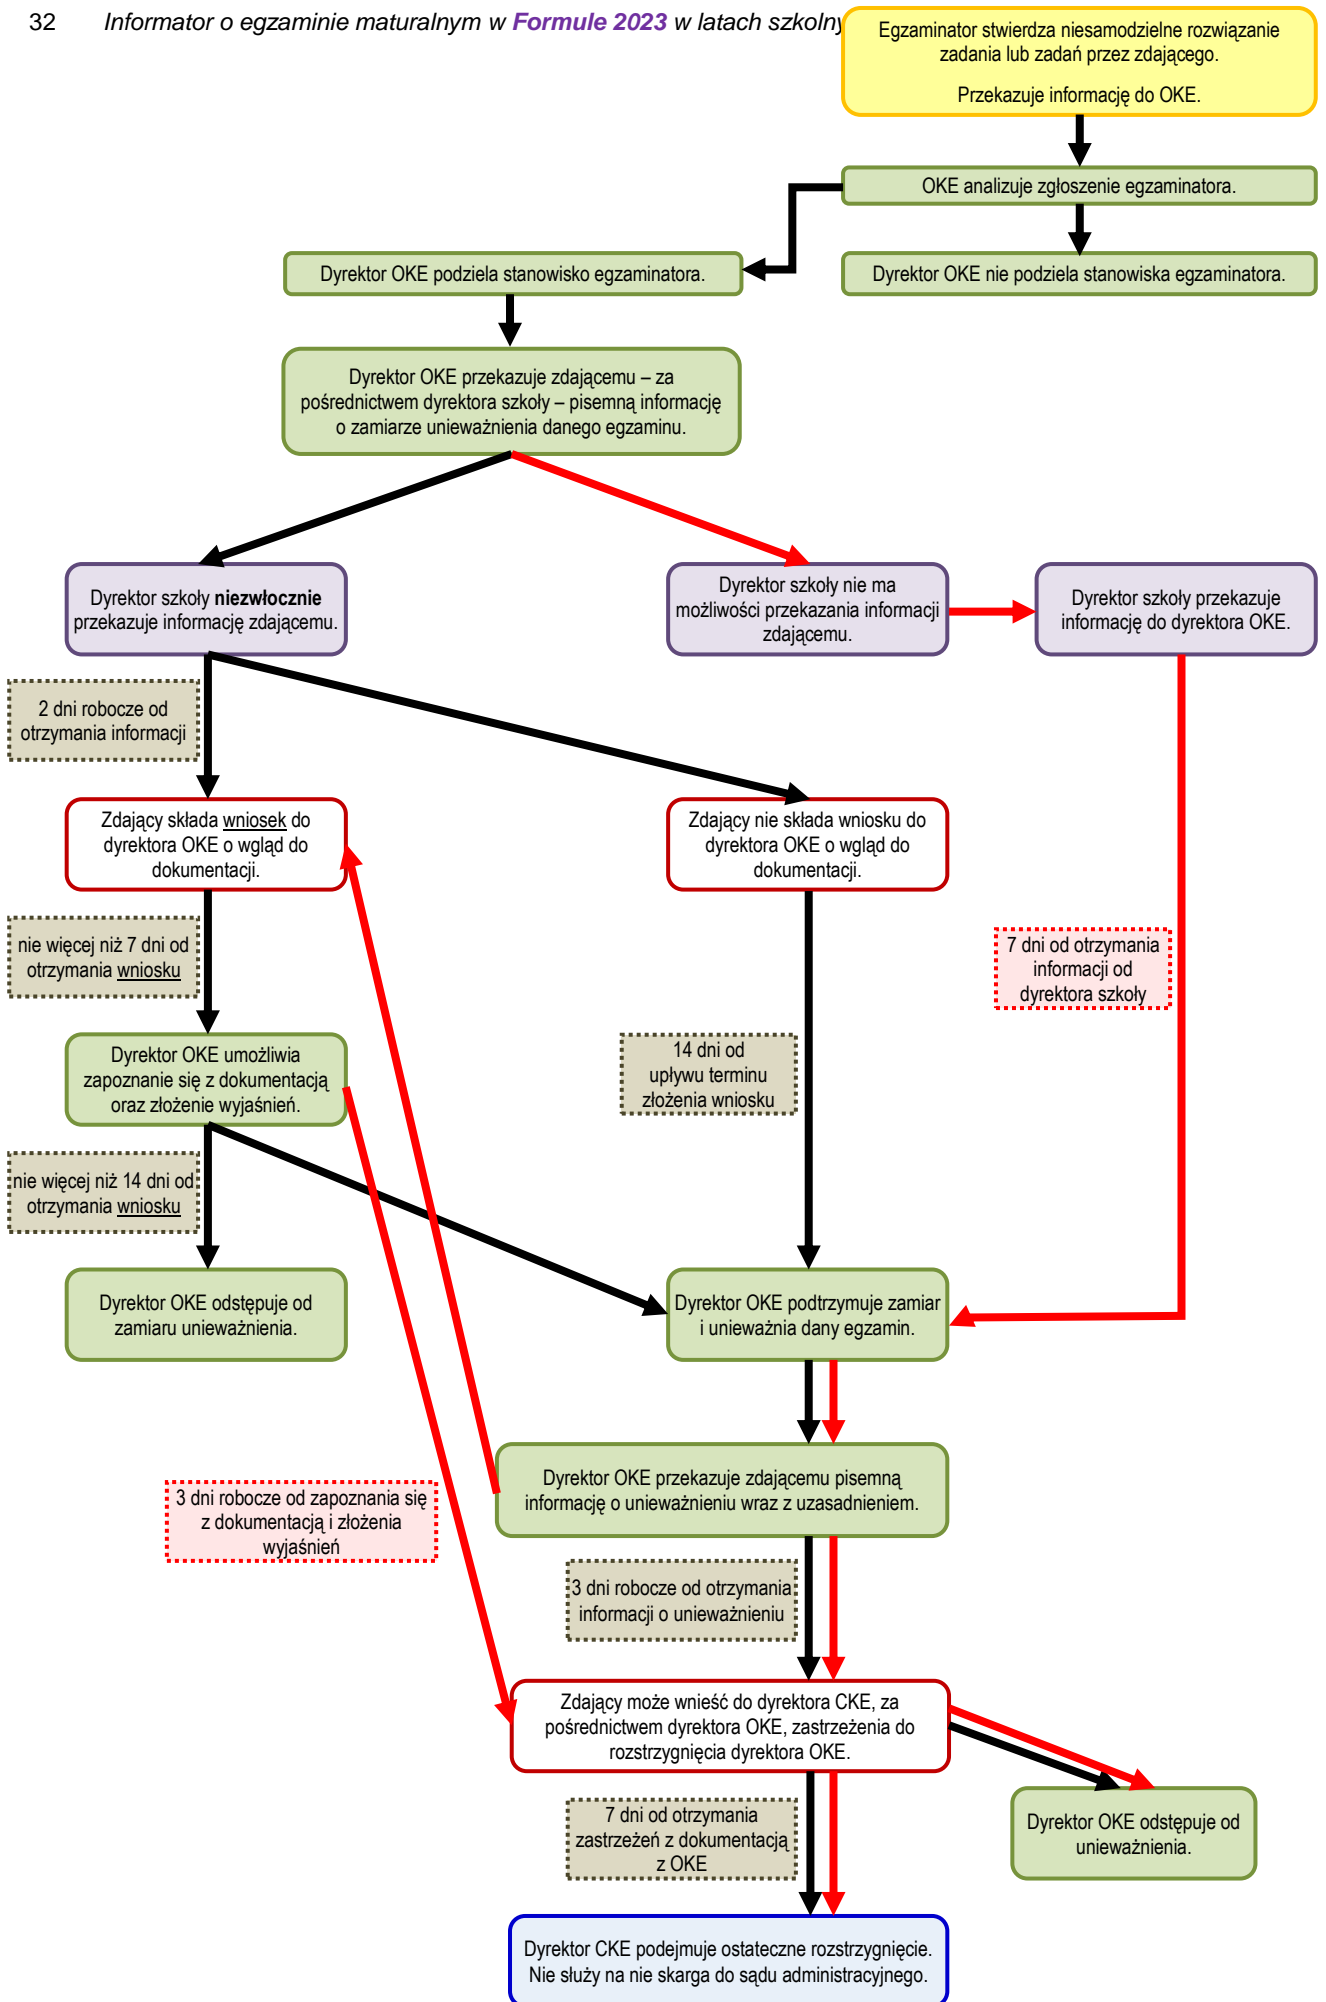 32 Informator o egzaminie maturalnym w Formule 2023 w latach szkolny
Egzaminator stwierdza niesamodzielne rozwiązanie
zadania lub zadań przez zdającego.
Przekazuje informację do OKE.
OKE analizuje zgłoszenie egzaminatora.
Dyrektor OKE podziela stanowisko egzaminatora.
Dyrektor OKE nie podziela stanowiska egzaminatora.
Dyrektor OKE przekazuje zdającemu – za
pośrednictwem dyrektora szkoły – pisemną informację
o zamiarze unieważnienia danego egzaminu.
Dyrektor szkoły niezwłocznie
przekazuje informację zdającemu.
Dyrektor szkoły nie ma
możliwości przekazania informacji
zdającemu.
Dyrektor szkoły przekazuje
informację do dyrektora OKE.
2 dni robocze od
otrzymania informacji
Zdający składa wniosek do
dyrektora OKE o wgląd do
dokumentacji.
Zdający nie składa wniosku do
dyrektora OKE o wgląd do
dokumentacji.
nie więcej niż 7 dni od
otrzymania wniosku
7 dni od otrzymania
informacji od
dyrektora szkoły
Dyrektor OKE umożliwia
zapoznanie się z dokumentacją
oraz złożenie wyjaśnień.
14 dni od
upływu terminu
złożenia wniosku
nie więcej niż 14 dni od
otrzymania wniosku
Dyrektor OKE odstępuje od
zamiaru unieważnienia.
Dyrektor OKE podtrzymuje zamiar
i unieważnia dany egzamin.
Dyrektor OKE przekazuje zdającemu pisemną
informację o unieważnieniu wraz z uzasadnieniem.
3 dni robocze od zapoznania się
z dokumentacją i złożenia
wyjaśnień
3 dni robocze od otrzymania
informacji o unieważnieniu
Zdający może wnieść do dyrektora CKE, za
pośrednictwem dyrektora OKE, zastrzeżenia do
rozstrzygnięcia dyrektora OKE.
7 dni od otrzymania
zastrzeżeń z dokumentacją
z OKE
Dyrektor OKE odstępuje od
unieważnienia.
Dyrektor CKE podejmuje ostateczne rozstrzygnięcie.
Nie służy na nie skarga do sądu administracyjnego.